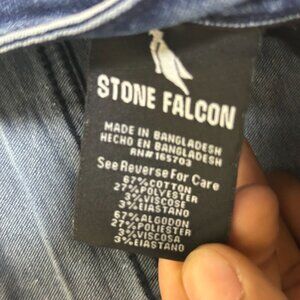 STONE FALCON
MADE IN BANGLADESH
HECHO EN BANGLADESH
RN#165703
See Reverse For Care
67%COTTON
27%POLYESTER
3%VISCOSE
3%ELASTANO
67%ALGODON
27%POLIESTER
3%VISCOSA
3%ELASTANO